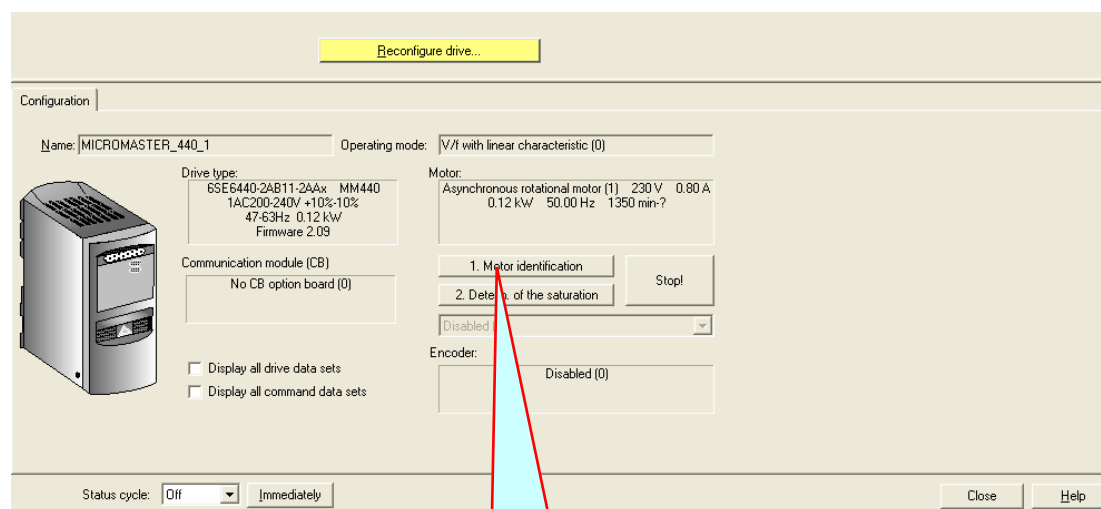 Reconfigure drive...
Configuration
Name: MICROMASTER_440_1
Operating mode: V/f with linear characteristic (0)
Drive type:
6SE6440-2AB11-2AAx MM440
1AC200-240V +10%-10%
47-63Hz 0.12 kW
Firmware 2.09
Motor:
Asynchronous rotational motor (1) 230 V 0.80 A
0.12 kW 50.00 Hz 1350 min-?
Communication module (CB)
No CB option board (0)
1. Motor identification
2. Determ. of the saturation
Stop!
Disabled
Encoder:
Disabled (0)
Display all drive data sets
Display all command data sets
Status cycle: Off Immediately
Close Help